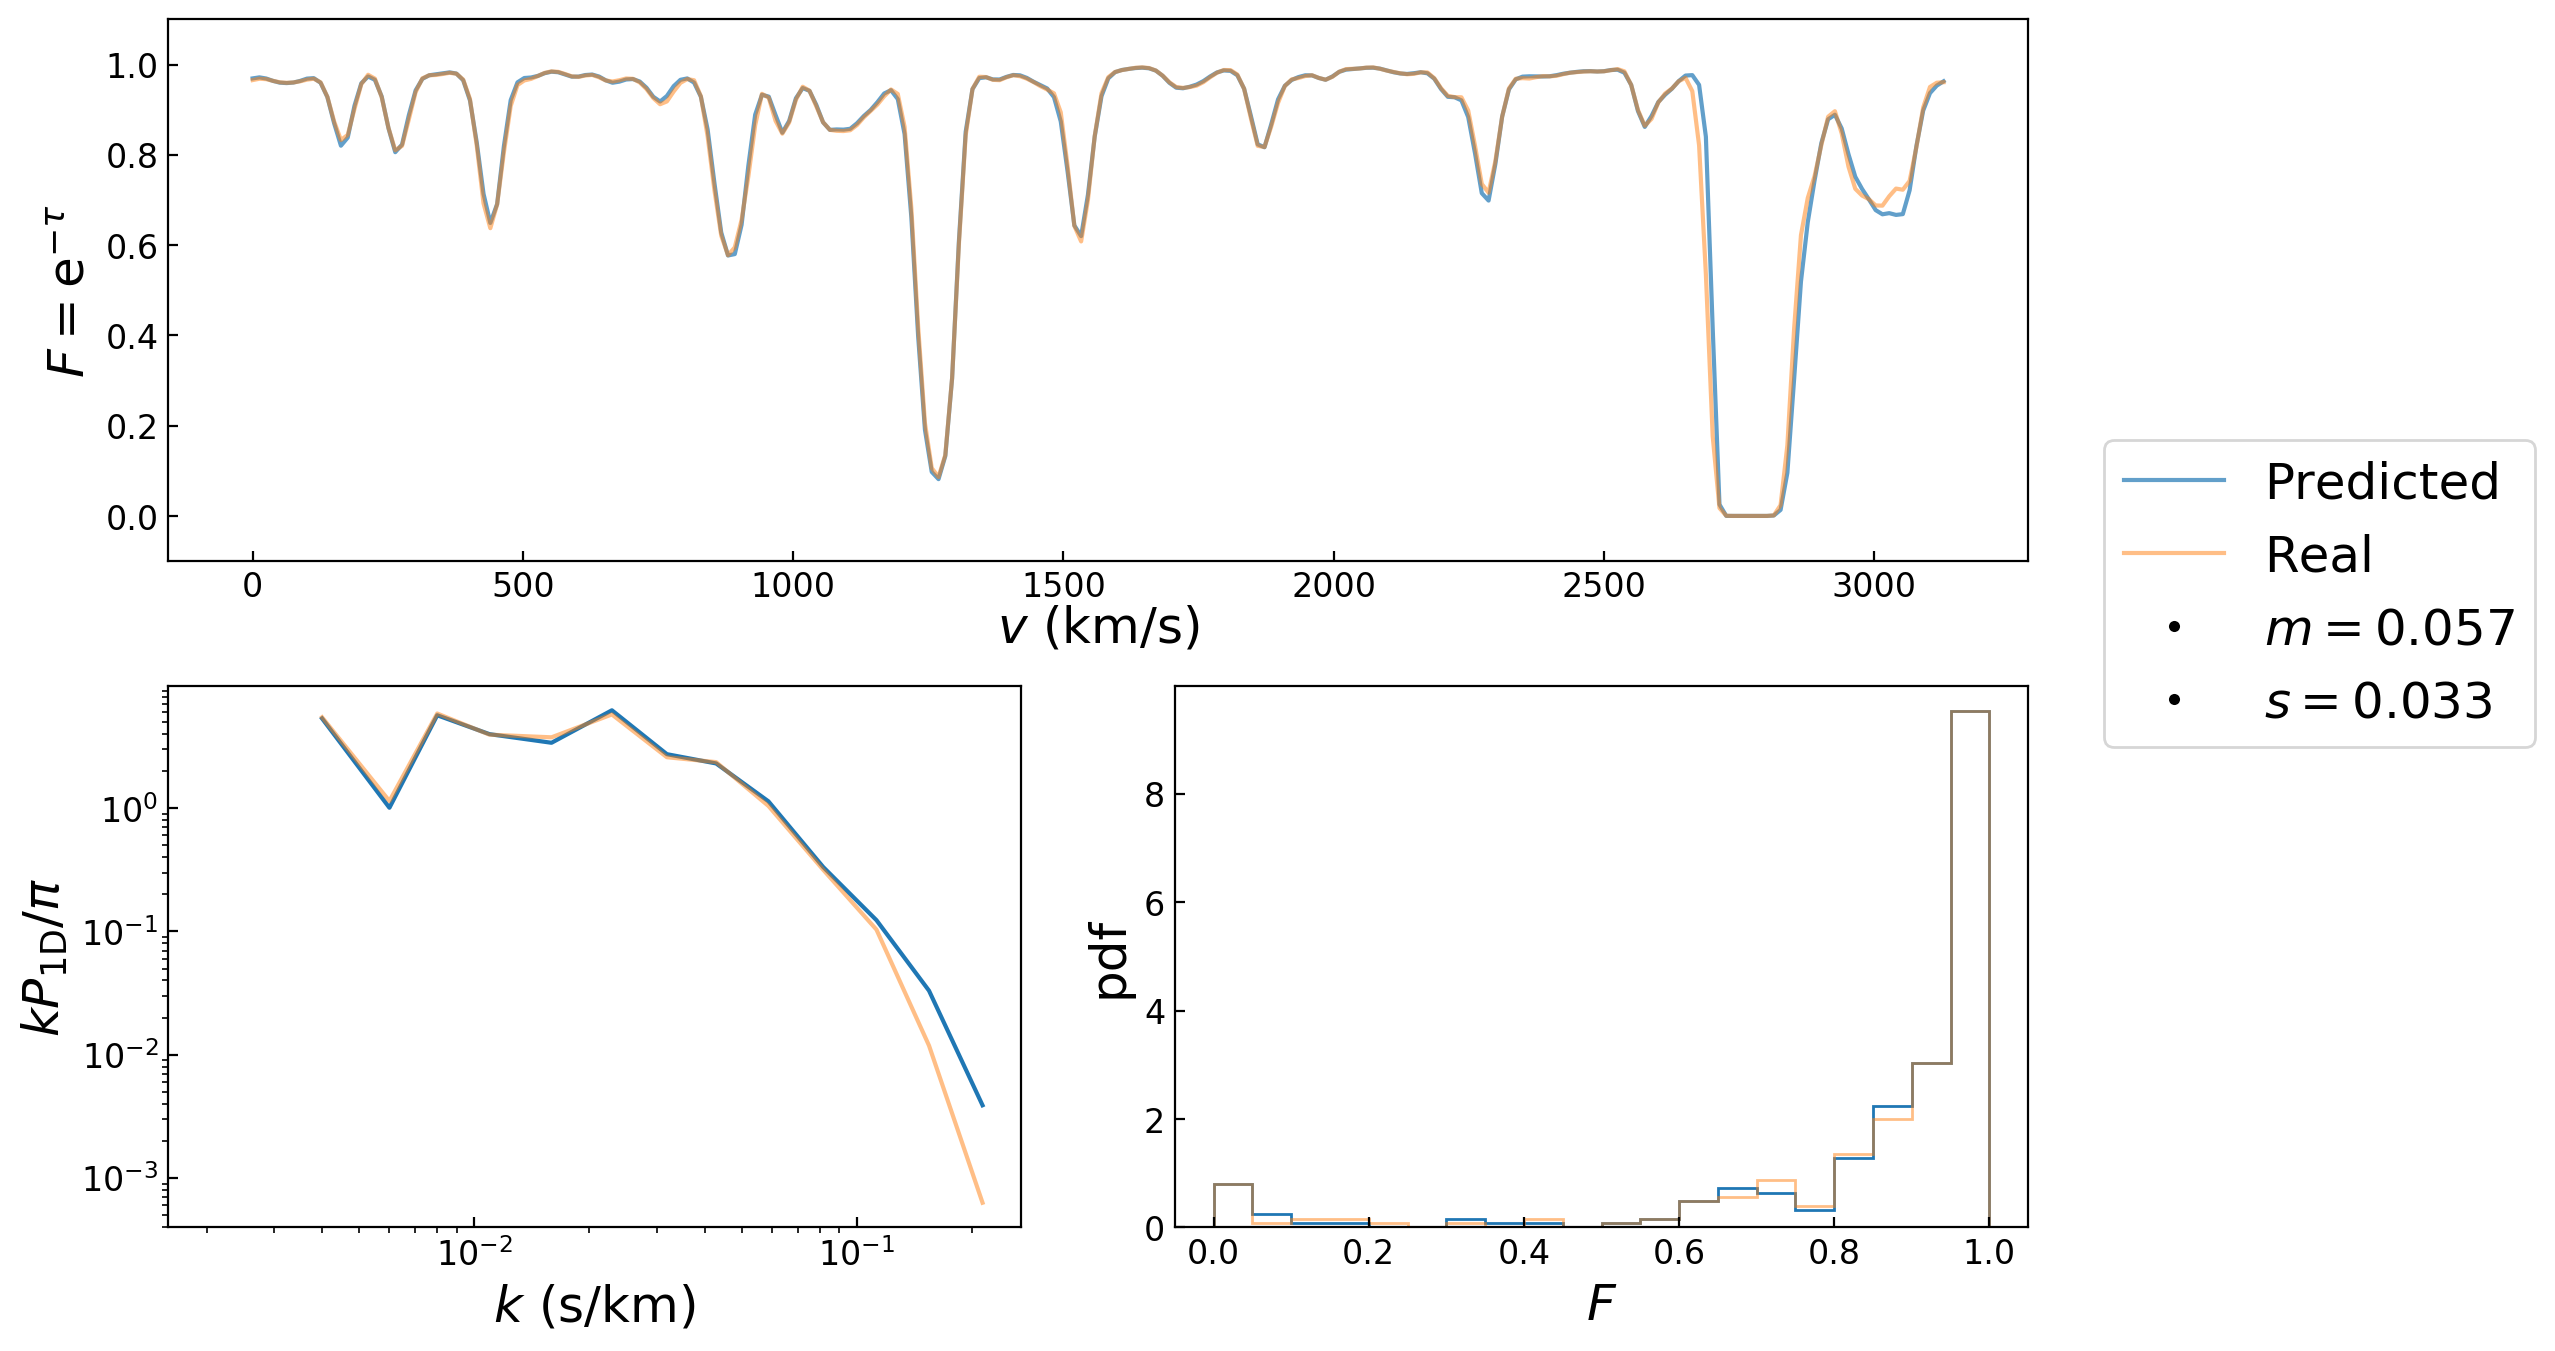 1.0
0.8
0.6
0.4
0.2
0.0
F = e^{-τ}
0 500 1000 1500 2000 2500 3000
v (km/s)
Predicted
Real
m = 0.057
s = 0.033
10^0
10^{-1}
10^{-2}
10^{-3}
kP_{1D}/π
10^{-2} 10^{-1}
k (s/km)
8
6
4
2
0
pdf
0.0 0.2 0.4 0.6 0.8 1.0
F